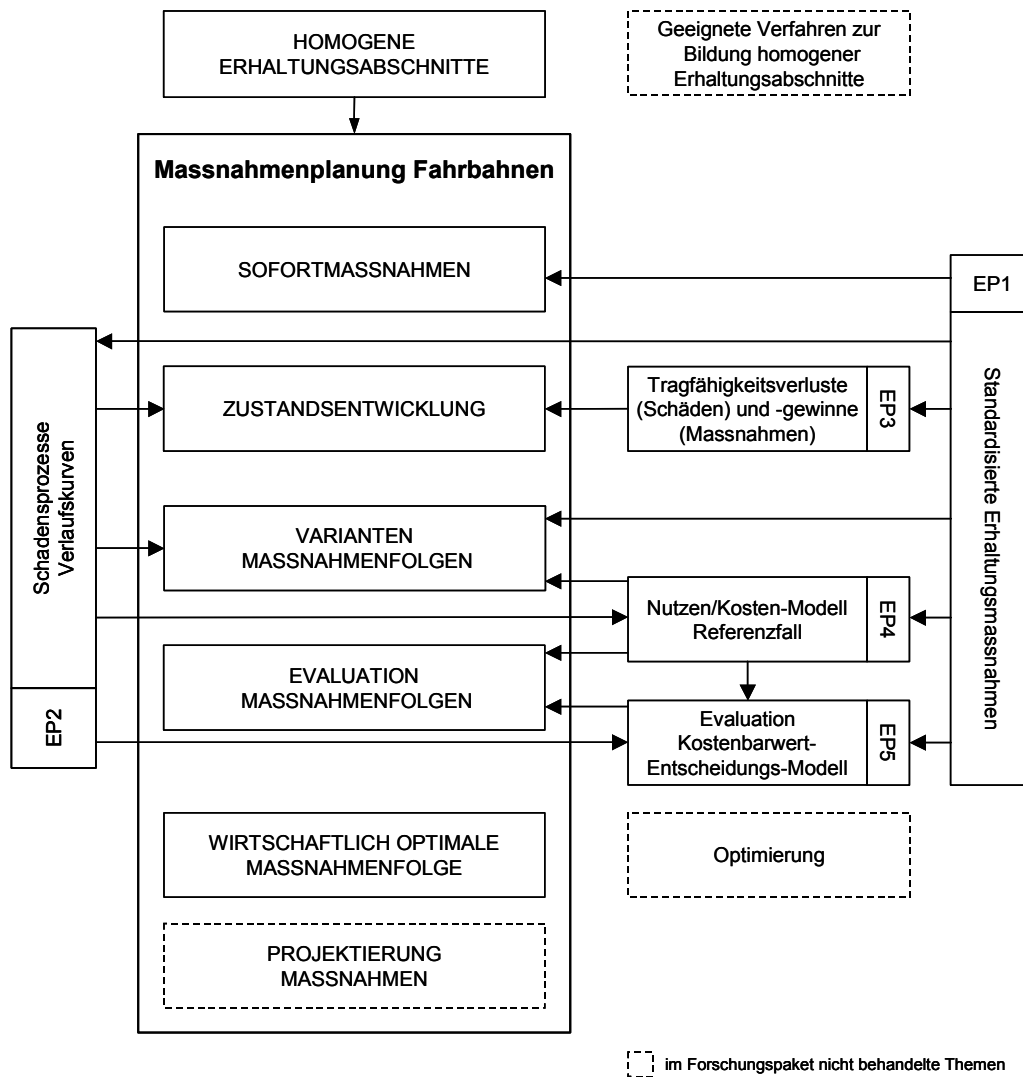 HOMOGENE
ERHALTUNGSABSCHNITTE
Geeignete Verfahren zur
Bildung homogener
Erhaltungsabschnitte
Massnahmenplanung Fahrbahnen
SOFORTMASSNAHMEN
EP1
Standardisierte Erhaltungsmassnahmen
Schadensprozesse
Verlaufskurven
EP2
ZUSTANDSENTWICKLUNG
Tragfähigkeitsverluste
(Schäden) und -gewinne
(Massnahmen)
EP3
VARIANTEN
MASSNAHMENFOLGEN
Nutzen/Kosten-Modell
Referenzfall
EP4
EVALUATION
MASSNAHMENFOLGEN
Evaluation
Kostenbarwert-
Entscheidungs-Modell
EP5
WIRTSCHAFTLICH OPTIMALE
MASSNAHMENFOLGE
Optimierung
PROJEKTIERUNG
MASSNAHMEN
im Forschungspaket nicht behandelte Themen